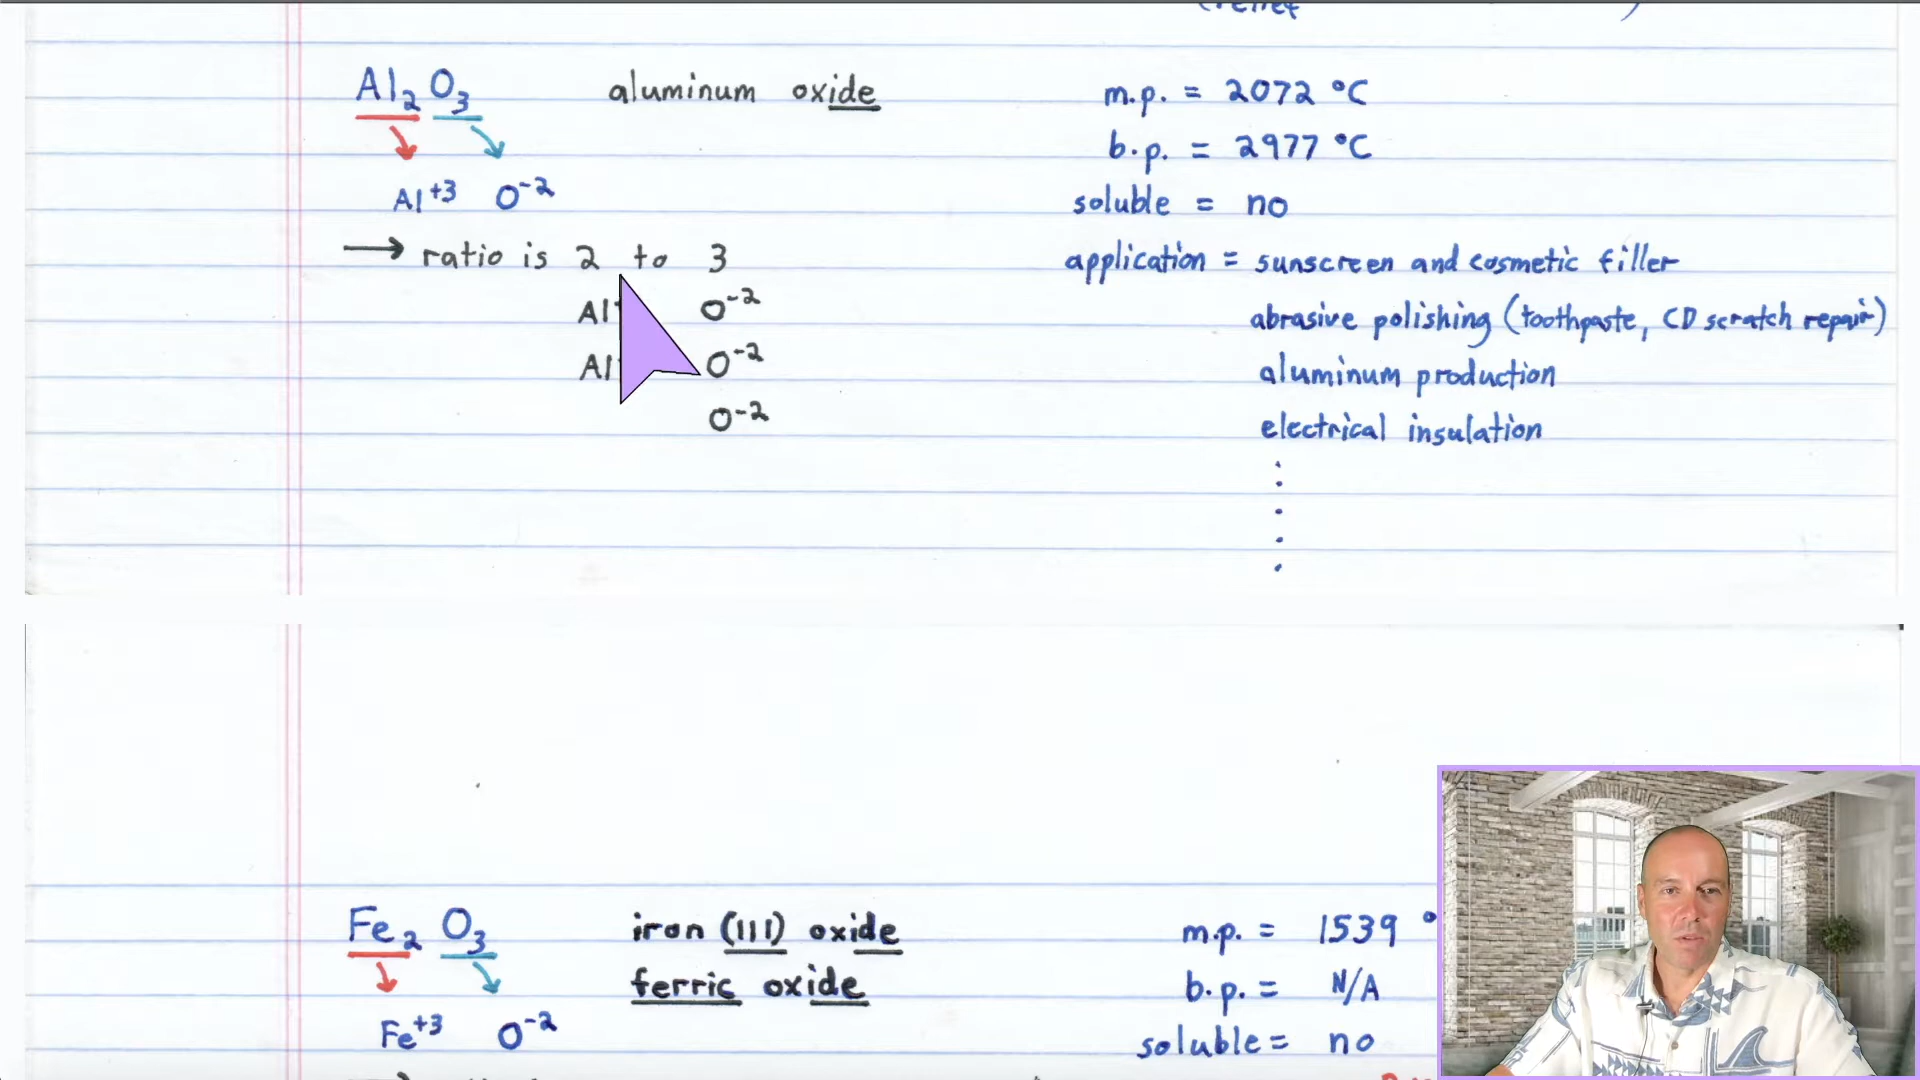 Al2O3 aluminum oxide m.p. = 2072 °C
b.p. = 2977 °C
Al+3 O-2 soluble = no
→ ratio is 2 to 3 application = sunscreen and cosmetic filler
Al O-2 abrasive polishing (toothpaste, CD scratch repair)
Al O-2 aluminum production
O-2 electrical insulation
Fe2O3 iron (111) oxide m.p. = 1539 °
ferric oxide b.p. = N/A
Fe+3 O-2 soluble = no